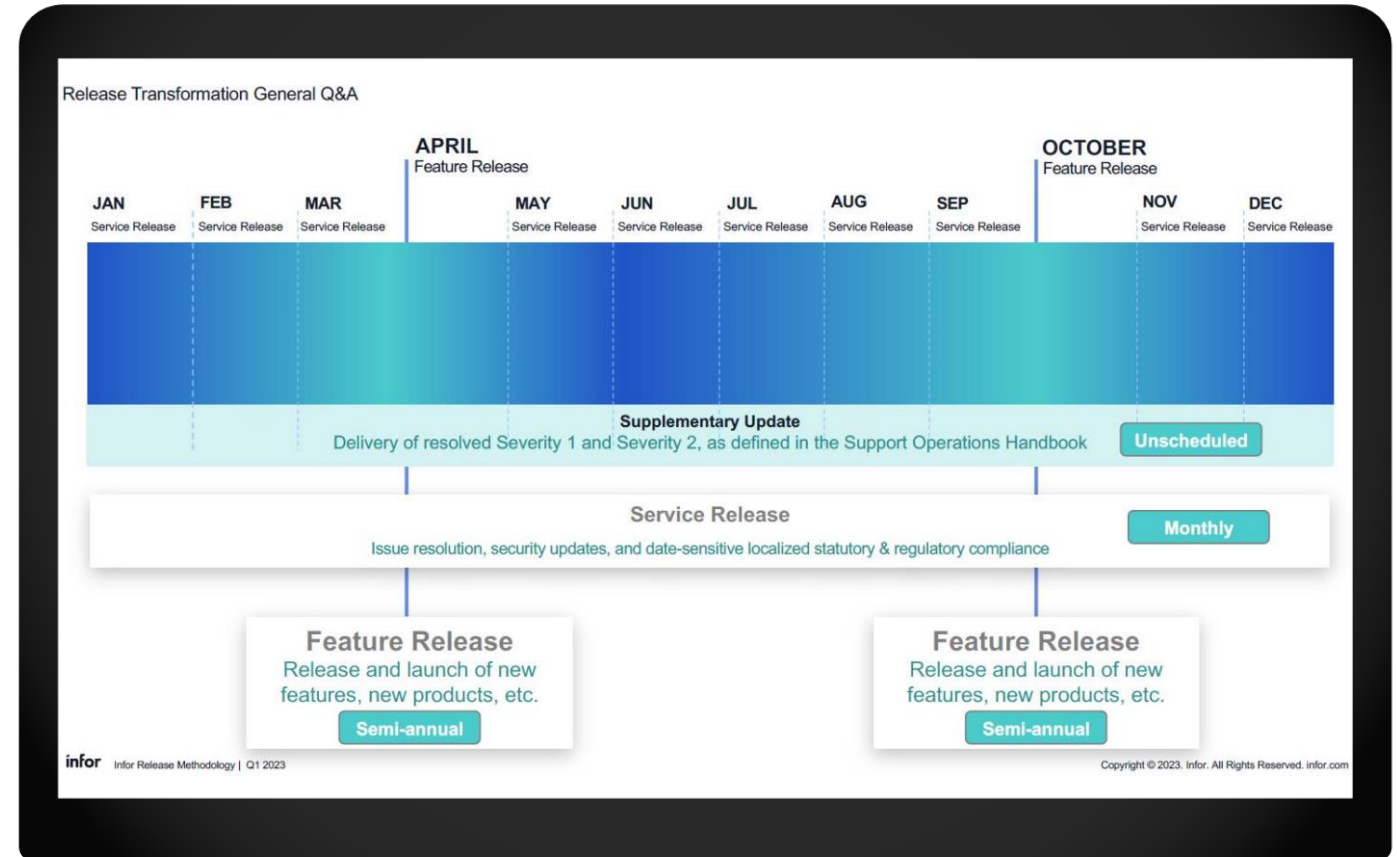 Release Transformation General Q&A
APRIL
Feature Release
OCTOBER
Feature Release
JAN
Service Release
FEB
Service Release
MAR
Service Release
MAY
Service Release
JUN
Service Release
JUL
Service Release
AUG
Service Release
SEP
Service Release
NOV
Service Release
DEC
Service Release
Supplementary Update
Delivery of resolved Severity 1 and Severity 2, as defined in the Support Operations Handbook
Unscheduled
Service Release
Issue resolution, security updates, and date-sensitive localized statutory & regulatory compliance
Monthly
Feature Release
Release and launch of new
features, new products, etc.
Semi-annual
Feature Release
Release and launch of new
features, new products, etc.
Semi-annual
infor Infor Release Methodology | Q1 2023
Copyright © 2023. Infor. All Rights Reserved. infor.com